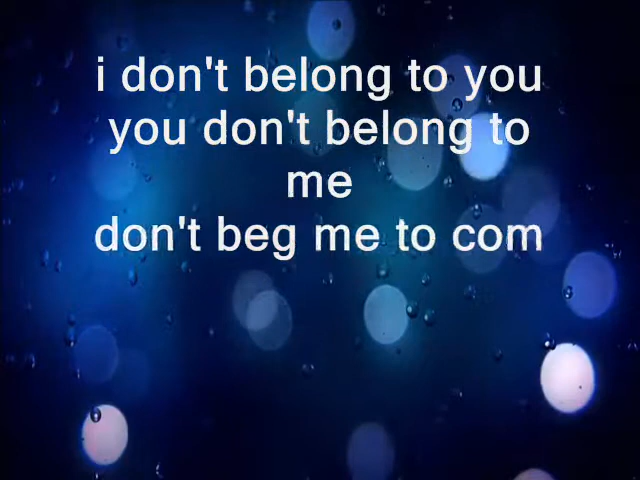 i don't belong to you
you don't belong to
me
don't beg me to com